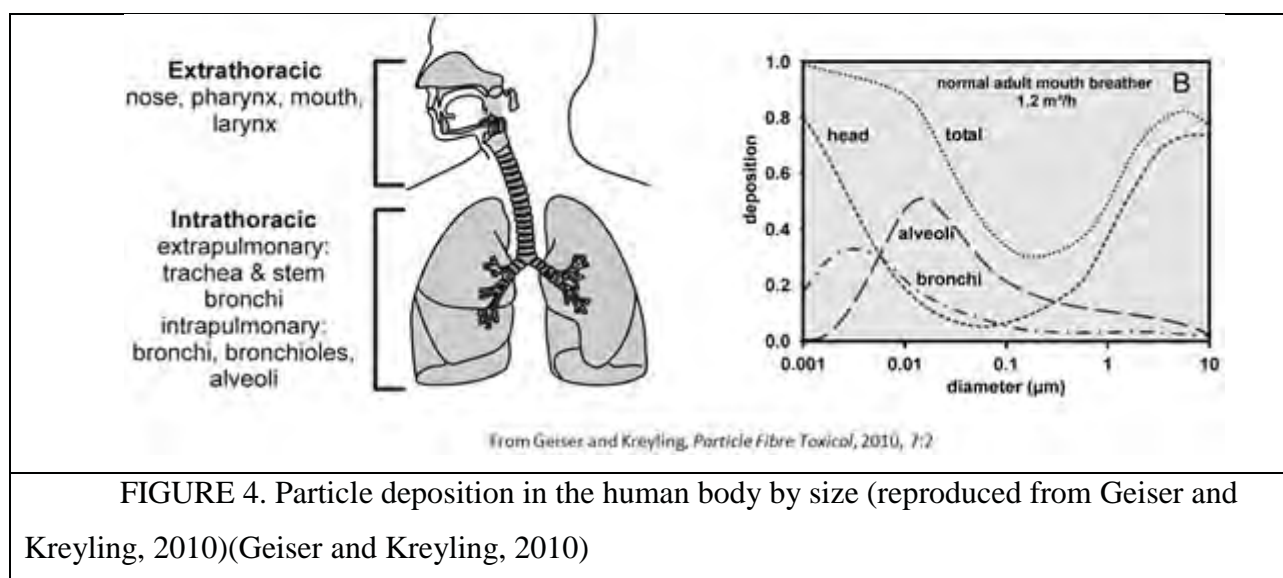 Extrathoracic
nose, pharynx, mouth,
larynx
Intrathoracic
extrapulmonary:
trachea & stem
bronchi
intrapulmonary:
bronchi, bronchioles,
alveoli
1.0
0.8
0.6
0.4
0.2
0.0
deposition
normal adult mouth breather
1.2 m³/h
B
head
total
alveoli
bronchi
0.001
0.01
0.1
1
10
diameter (µm)
From Geiser and Kreyling, Particle Fibre Toxicol, 2010, 7:2
FIGURE 4. Particle deposition in the human body by size (reproduced from Geiser and
Kreyling, 2010)(Geiser and Kreyling, 2010)